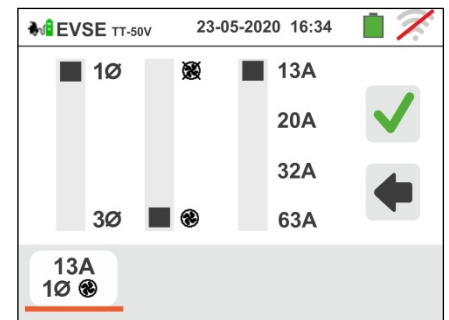 EVSE TT-50V 23-05-2020 16:34
1Ø 13A
20A
32A
3Ø 63A
13A
1Ø